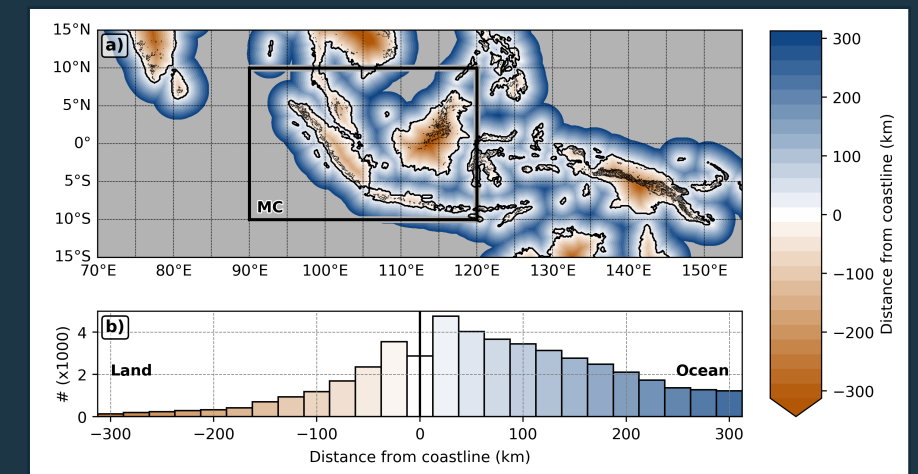 15°N
10°N
5°N
0°
5°S
10°S
15°S
a)
MC
70°E 80°E 90°E 100°E 110°E 120°E 130°E 140°E 150°E
300
200
100
0
−100
−200
−300
Distance from coastline (km)
b)
Land
Ocean
4
2
0
# (x1000)
−300 −200 −100 0 100 200 300
Distance from coastline (km)